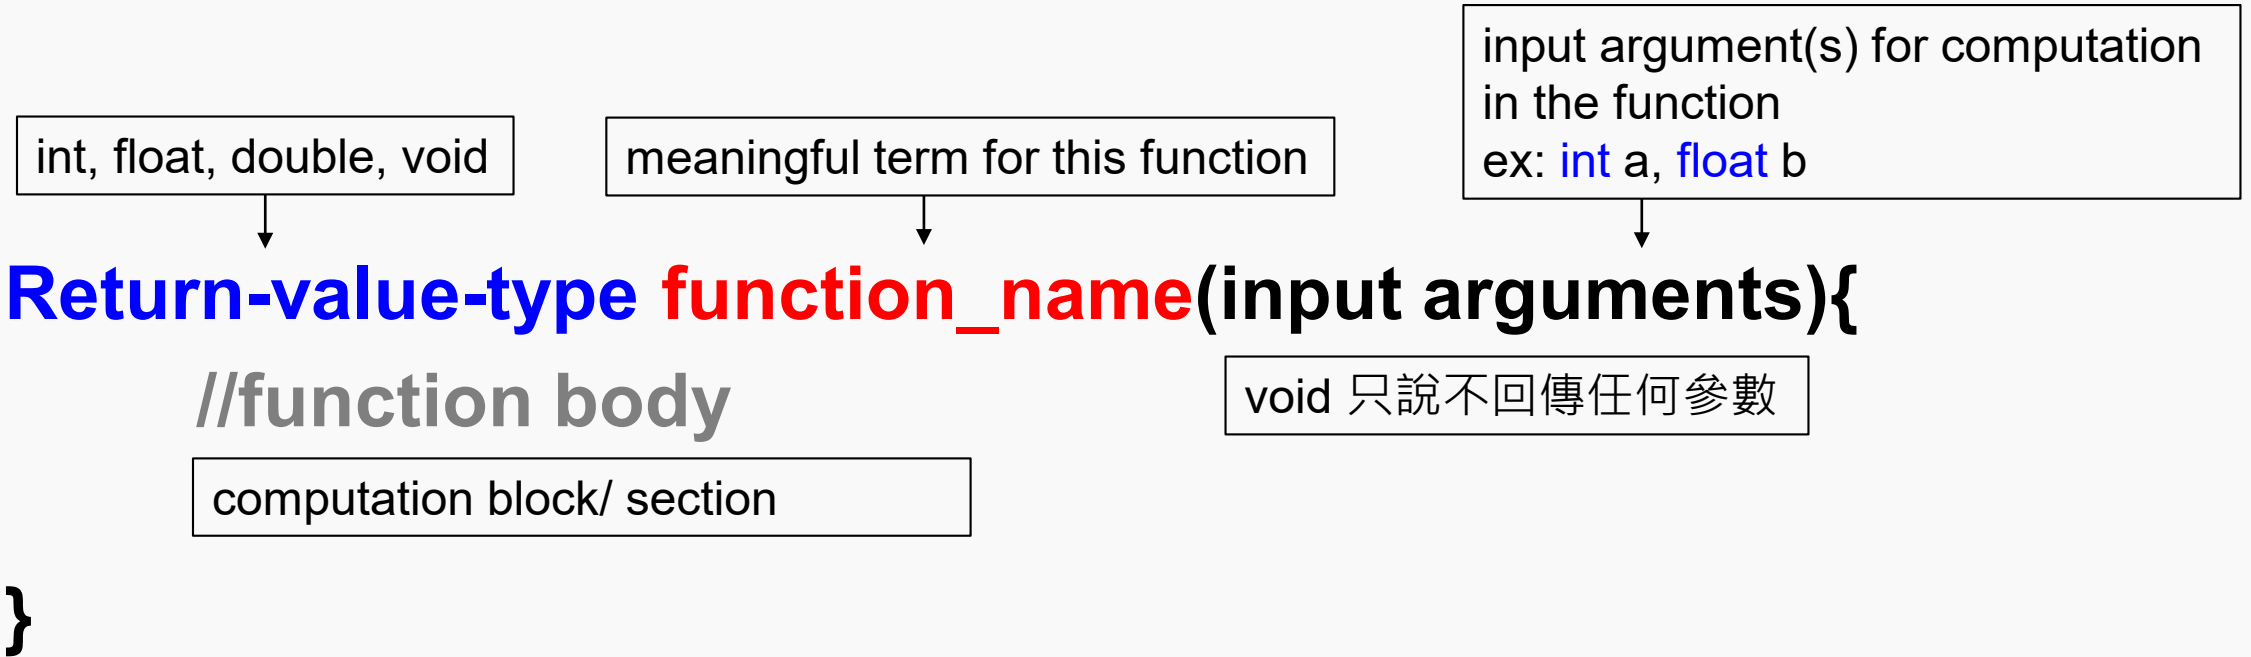 input argument(s) for computation
in the function
ex: int a, float b
int, float, double, void
meaningful term for this function
Return-value-type function_name(input arguments){
//function body
void 只說不回傳任何參數
computation block/ section
}